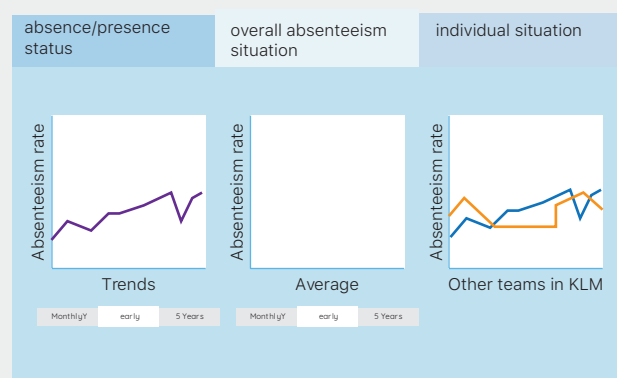 absence/presence
status
overall absenteeism
situation
individual situation
Absenteeism rate
Absenteeism rate
Absenteeism rate
Trends
Average
Other teams in KLM
MonthlyY
early
5 Years
MonthlyY
early
5 Years